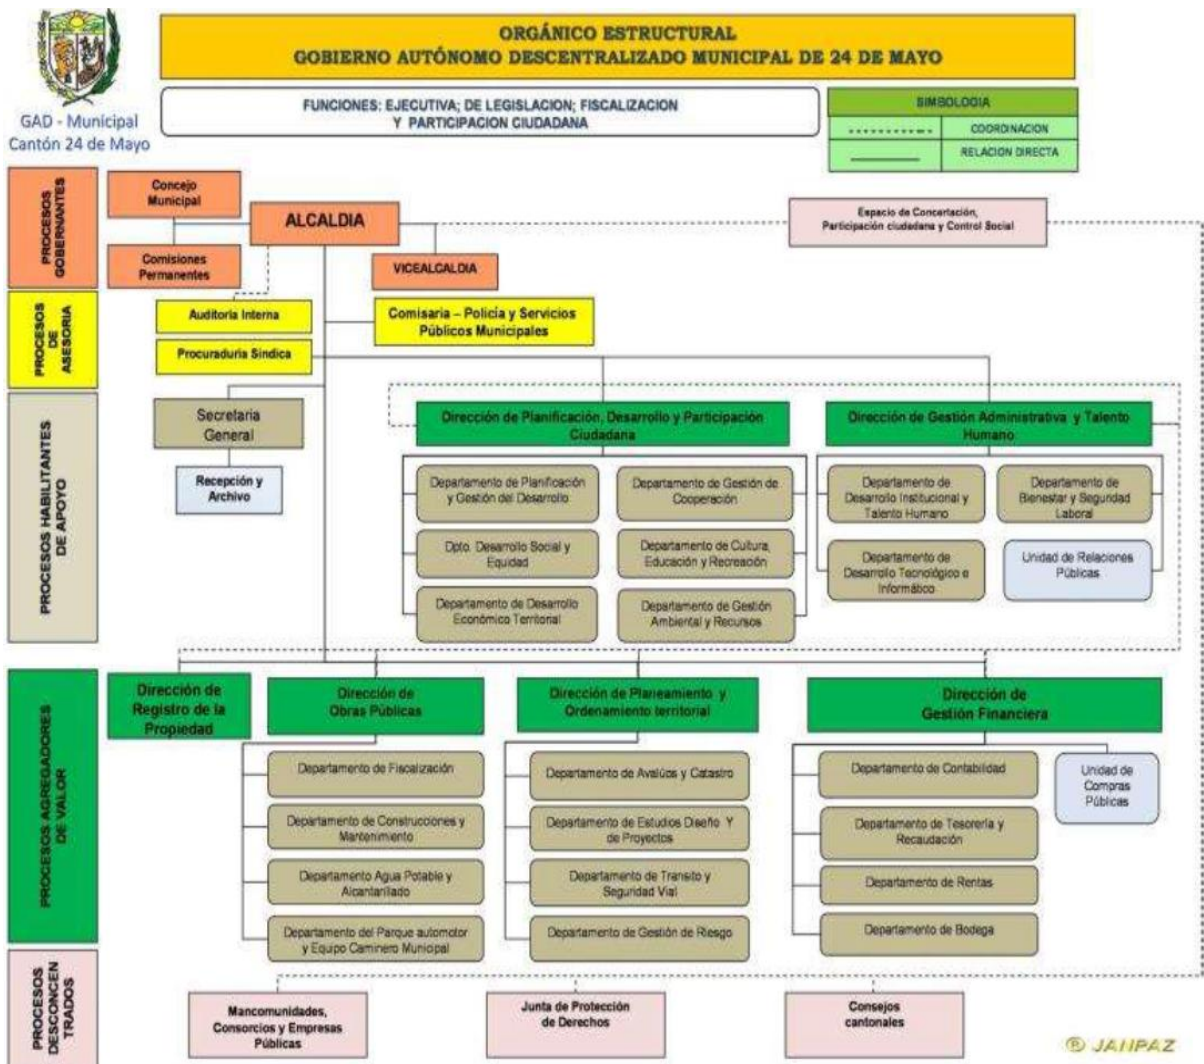 ORGÁNICO ESTRUCTURAL
GOBIERNO AUTÓNOMO DESCENTRALIZADO MUNICIPAL DE 24 DE MAYO
GAD - Municipal
Cantón 24 de Mayo
FUNCIONES: EJECUTIVA; DE LEGISLACION; FISCALIZACION
Y PARTICIPACION CIUDADANA
SIMBOLOGIA
COORDINACION
RELACION DIRECTA
PROCESOS
GOBERNANTES
Concejo
Municipal
ALCALDIA
Comisiones
Permanentes
VICEALCALDIA
Espacio de Concertación,
Participación ciudadana y Control Social
PROCESOS
DE
ASESORIA
Auditoría Interna
Comisaria – Policía y Servicios
Públicos Municipales
Procuraduría Sindica
PROCESOS HABILITANTES
DE APOYO
Secretaria
General
Recepción y
Archivo
Dirección de Planificación, Desarrollo y Participación
Ciudadana
Departamento de Planificación
y Gestión del Desarrollo
Departamento de Gestión de
Cooperación
Dpto. Desarrollo Social y
Equidad
Departamento de Cultura,
Educación y Recreación
Departamento de Desarrollo
Económico Territorial
Departamento de Gestión
Ambiental y Recursos
Dirección de Gestión Administrativa y Talento
Humano
Departamento de
Desarrollo Institucional y
Talento Humano
Departamento de
Bienestar y Seguridad
Laboral
Departamento de
Desarrollo Tecnológico e
Informático
Unidad de Relaciones
Públicas
PROCESOS AGREGADORES
DE VALOR
Dirección de
Registro de la
Propiedad
Dirección de
Obras Públicas
Departamento de Fiscalización
Departamento de Construcciones y
Mantenimiento
Departamento Agua Potable y
Alcantarillado
Departamento del Parque automotor
y Equipo Caminero Municipal
Dirección de Planeamiento y
Ordenamiento territorial
Departamento de Avalúos y Catastro
Departamento de Estudios Diseño Y
de Proyectos
Departamento de Transito y
Seguridad Vial
Departamento de Gestión de Riesgo
Dirección de
Gestión Financiera
Departamento de Contabilidad
Departamento de Tesorería y
Recaudación
Departamento de Rentas
Departamento de Bodega
Unidad de
Compras
Públicas
PROCESOS
DESCONCEN
TRADOS
Mancomunidades,
Consorcios y Empresas
Públicas
Junta de Protección
de Derechos
Consejos
cantonales
® JANPAZ